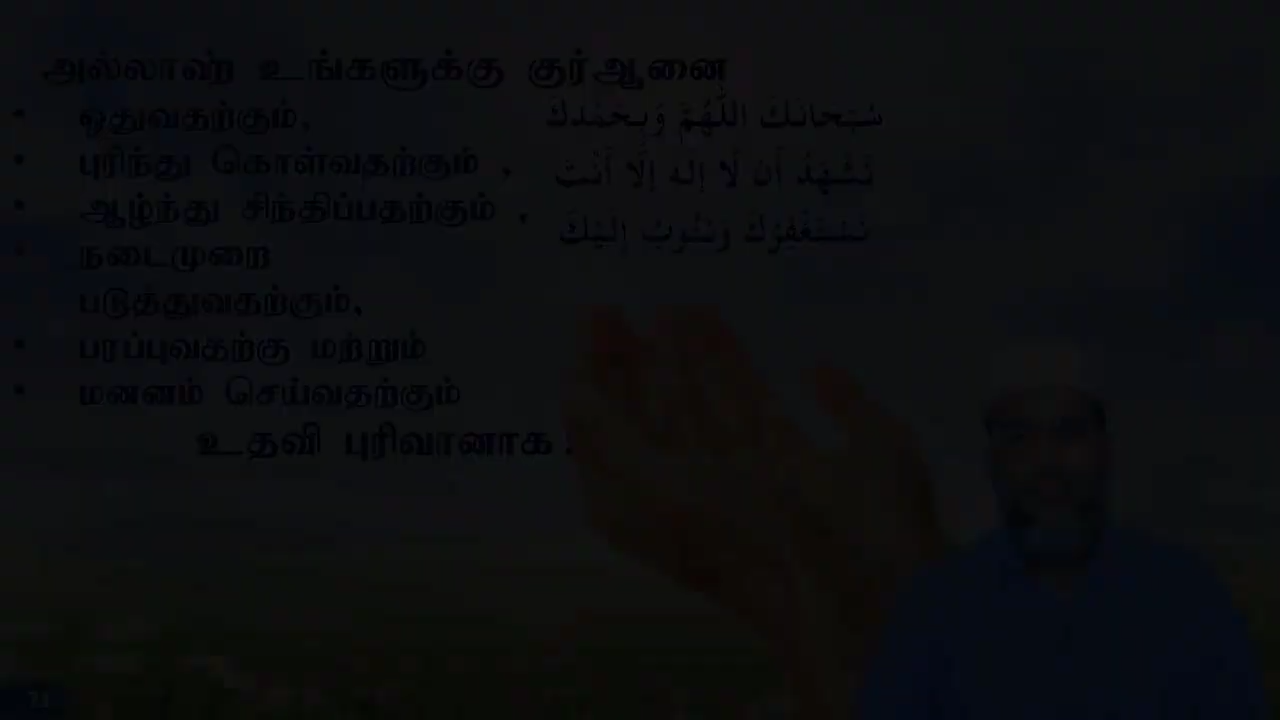 அல்லாஹ் உங்களுக்கு குர்ஆனை
• ஓதுவதற்கும்,
• புரிந்து கொள்வதற்கும் ,
• ஆழ்ந்து சிந்திப்பதற்கும் ,
• நடைமுறை
படுத்துவதற்கும்,
• பரப்புவதற்கு மற்றும்
• மனனம் செய்வதற்கும்
உதவி புரிவானாக !
سُبْحَانَكَ اللَّهُمَّ وَبِحَمْدِكَ
نَشْهَدُ أَن لَّا إِلٰهَ إِلَّا أَنْتَ
نَسْتَغْفِرُكَ وَنَتُوبُ إِلَيْكَ